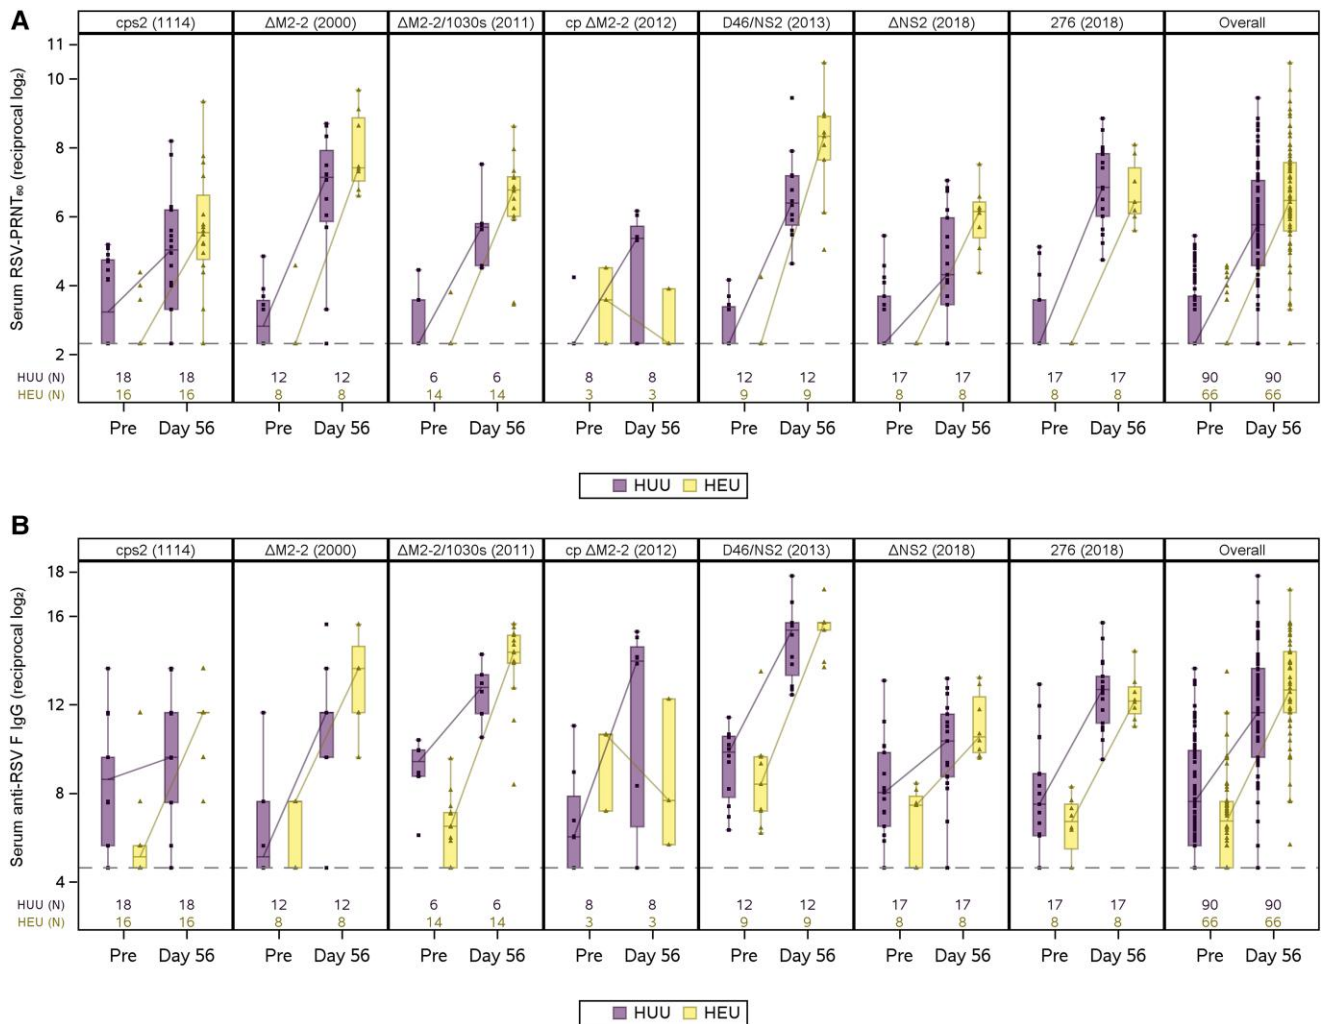 A
cps2 (1114) ΔM2-2 (2000) ΔM2-2/1030s (2011) cp ΔM2-2 (2012) D46/NS2 (2013) ΔNS2 (2018) 276 (2018) Overall
Serum RSV-PRNT₆₀ (reciprocal log₂)
11
10
8
6
4
2
HUU (N) 18 18 12 12 6 6 8 8 12 12 17 17 17 17 90 90
HEU (N) 16 16 8 8 14 14 3 3 9 9 8 8 8 8 66 66
Pre Day 56 Pre Day 56 Pre Day 56 Pre Day 56 Pre Day 56 Pre Day 56 Pre Day 56 Pre Day 56
HUU HEU
B
cps2 (1114) ΔM2-2 (2000) ΔM2-2/1030s (2011) cp ΔM2-2 (2012) D46/NS2 (2013) ΔNS2 (2018) 276 (2018) Overall
Serum anti-RSV F IgG (reciprocal log₂)
18
16
12
8
4
HUU (N) 18 18 12 12 6 6 8 8 12 12 17 17 17 17 90 90
HEU (N) 16 16 8 8 14 14 3 3 9 9 8 8 8 8 66 66
Pre Day 56 Pre Day 56 Pre Day 56 Pre Day 56 Pre Day 56 Pre Day 56 Pre Day 56 Pre Day 56
HUU HEU